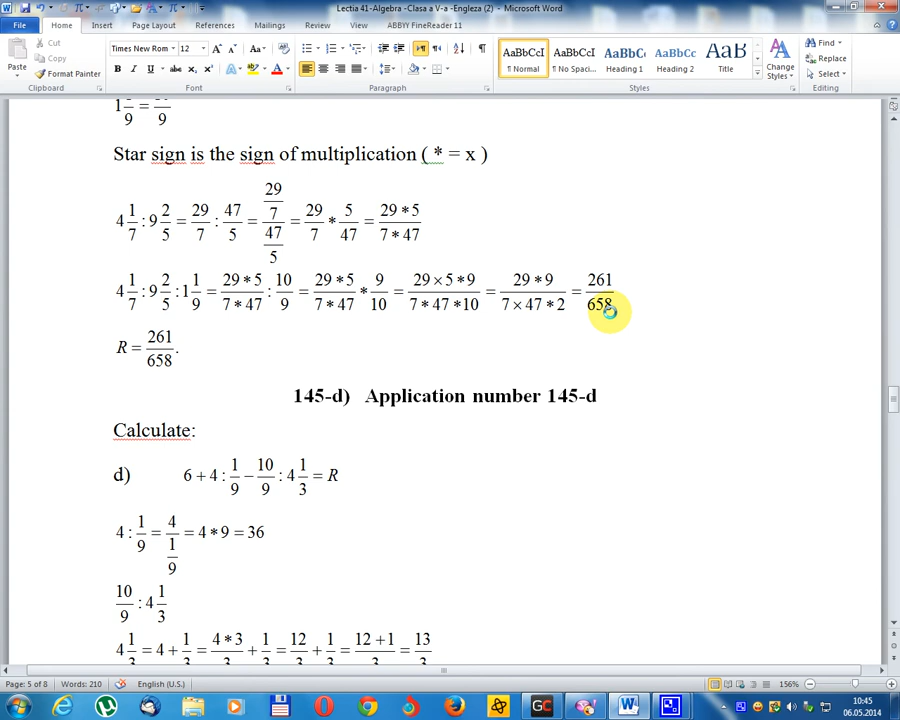 Lectia 41-Algebra -Clasa a V-a -Engleza (2) - Microsoft Word
File Home Insert Page Layout References Mailings Review View ABBYY FineReader 11
Paste Cut Copy Format Painter Clipboard
Times New Rom 12 Font
Paragraph
AaBbCcI ¶ Normal AaBbCcI ¶ No Spaci... AaBbC Heading 1 AaBbCc Heading 2 AaB Title Change Styles Styles
Find Replace Select Editing
1 1/9 = 10/9
Star sign is the sign of multiplication ( * = x )
4 1/7 : 9 2/5 = 29/7 : 47/5 = (29/7)/(47/5) = 29/7 * 5/47 = (29 * 5)/(7 * 47)
4 1/7 : 9 2/5 : 1 1/9 = (29 * 5)/(7 * 47) : 10/9 = (29 * 5)/(7 * 47) * 9/10 = (29 × 5 * 9)/(7 * 47 * 10) = (29 * 9)/(7 × 47 * 2) = 261/658
R = 261/658.
145-d) Application number 145-d
Calculate:
d) 6 + 4 : 1/9 − 10/9 : 4 1/3 = R
4 : 1/9 = 4/(1/9) = 4 * 9 = 36
10/9 : 4 1/3
4 1/3 = 4 + 1/3 = (4 * 3)/3 + 1/3 = 12/3 + 1/3 = (12 + 1)/3 = 13/3
Page: 5 of 8 Words: 210 English (U.S.) 156%
10:45
06.05.2014